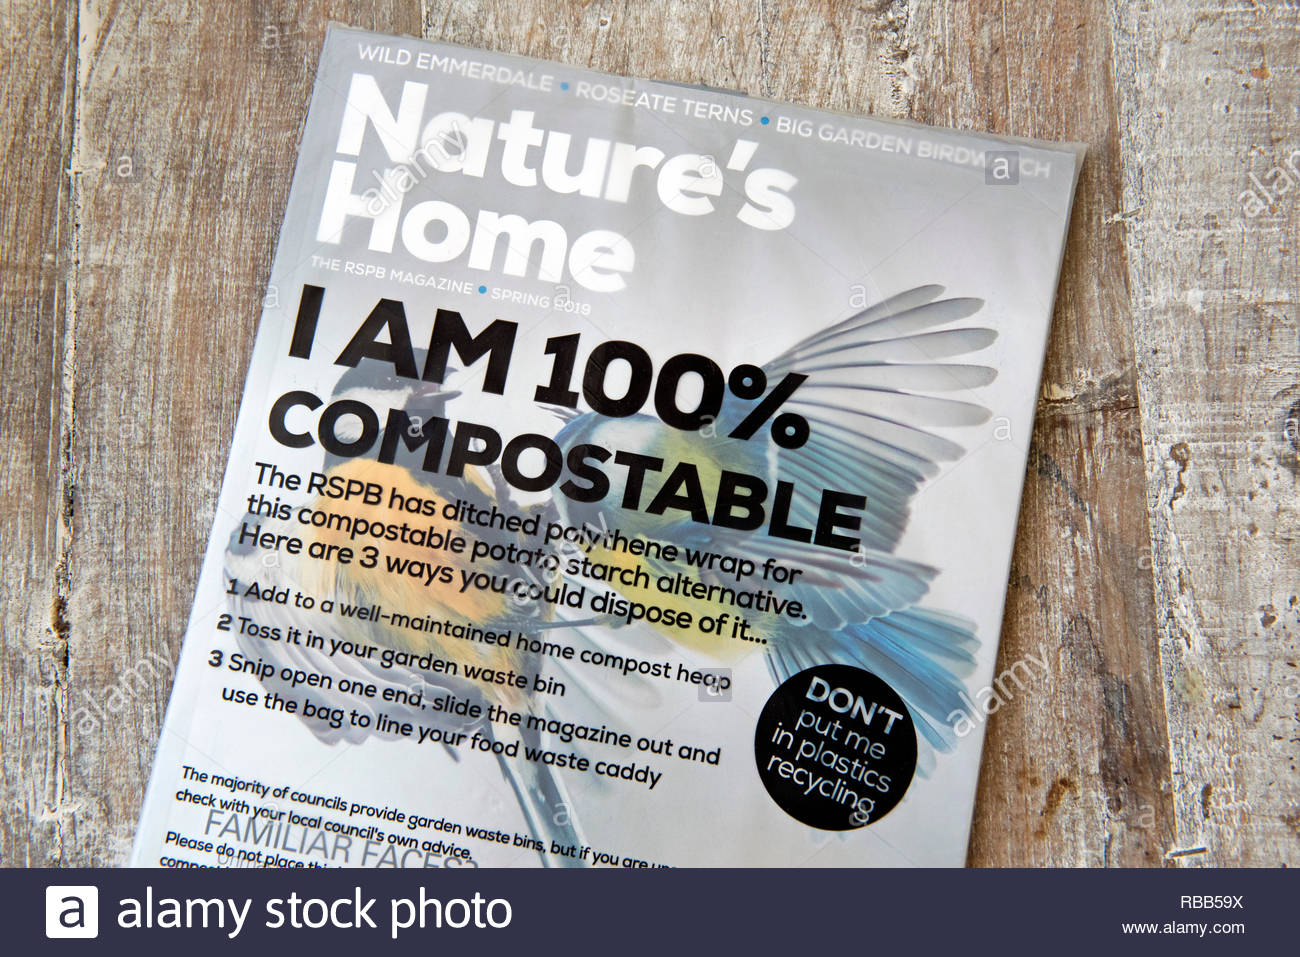 WILD EMMERDALE • ROSEATE TERNS • BIG GARDEN BIRDWATCH
Nature's
Home
THE RSPB MAGAZINE • SPRING 2019
I AM 100%
COMPOSTABLE
The RSPB has ditched polythene wrap for
this compostable potato starch alternative.
Here are 3 ways you could dispose of it...
1 Add to a well-maintained home compost heap
2 Toss it in your garden waste bin
3 Snip open one end, slide the magazine out and
use the bag to line your food waste caddy
DON'T
put me
in plastics
recycling
The majority of councils provide garden waste bins, but if you are
check with your local council's own advice.
FAMILIAR FACES?
Please do not place
a alamy stock photo
RBB59X
www.alamy.com